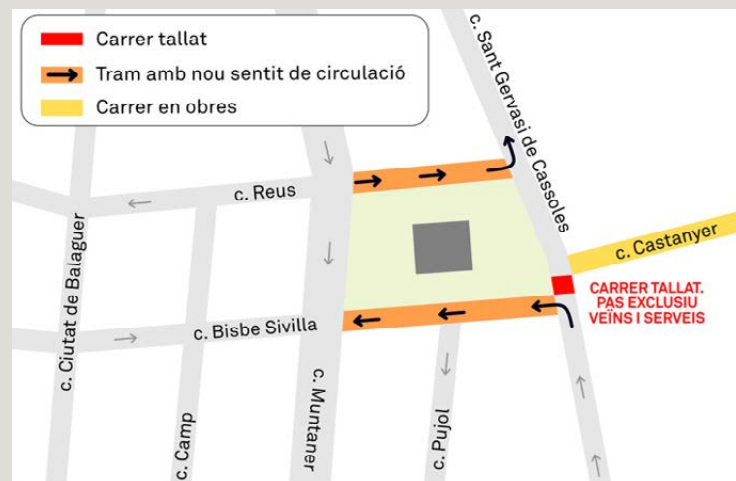 Carrer tallat
Tram amb nou sentit de circulació
Carrer en obres
c. Sant Gervasi de Cassoles
c. Reus
c. Castanyer
c. Ciutat de Balaguer
CARRER TALLAT.
PAS EXCLUSIU
VEÏNS I SERVEIS
c. Bisbe Sivilla
c. Muntaner
c. Camp
c. Pujol